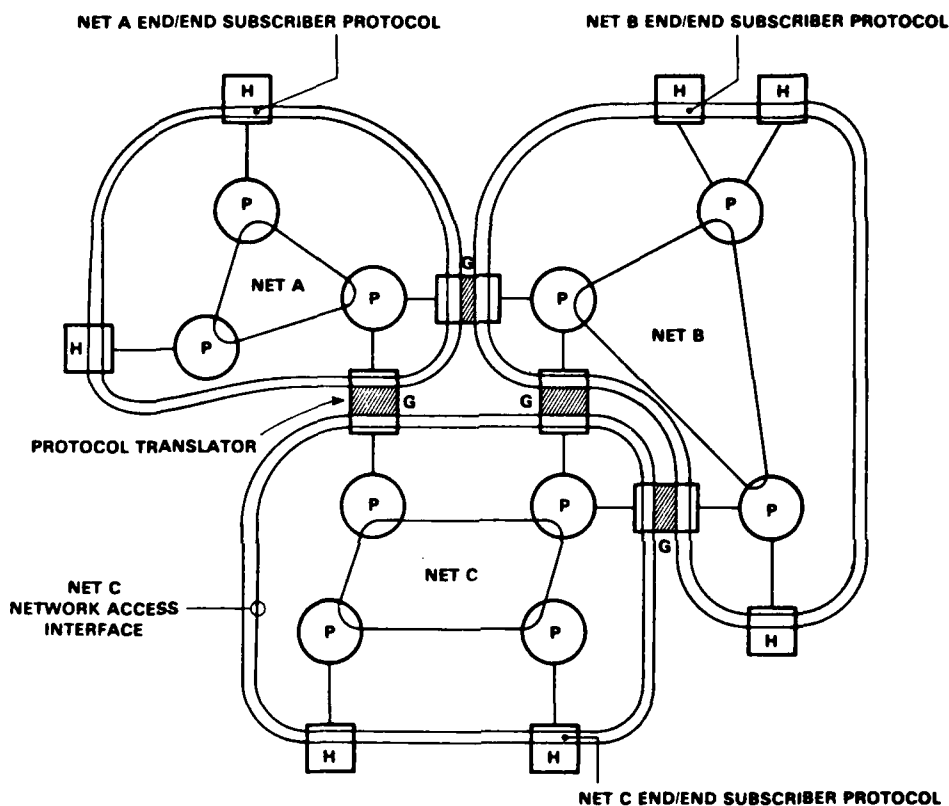 NET A END/END SUBSCRIBER PROTOCOL
NET B END/END SUBSCRIBER PROTOCOL
H
H
H
P
P
G
NET A
P
P
NET B
H
P
G
G
PROTOCOL TRANSLATOR
P
P
P
G
NET C
NET C
NETWORK ACCESS
INTERFACE
P
P
H
H
H
NET C END/END SUBSCRIBER PROTOCOL